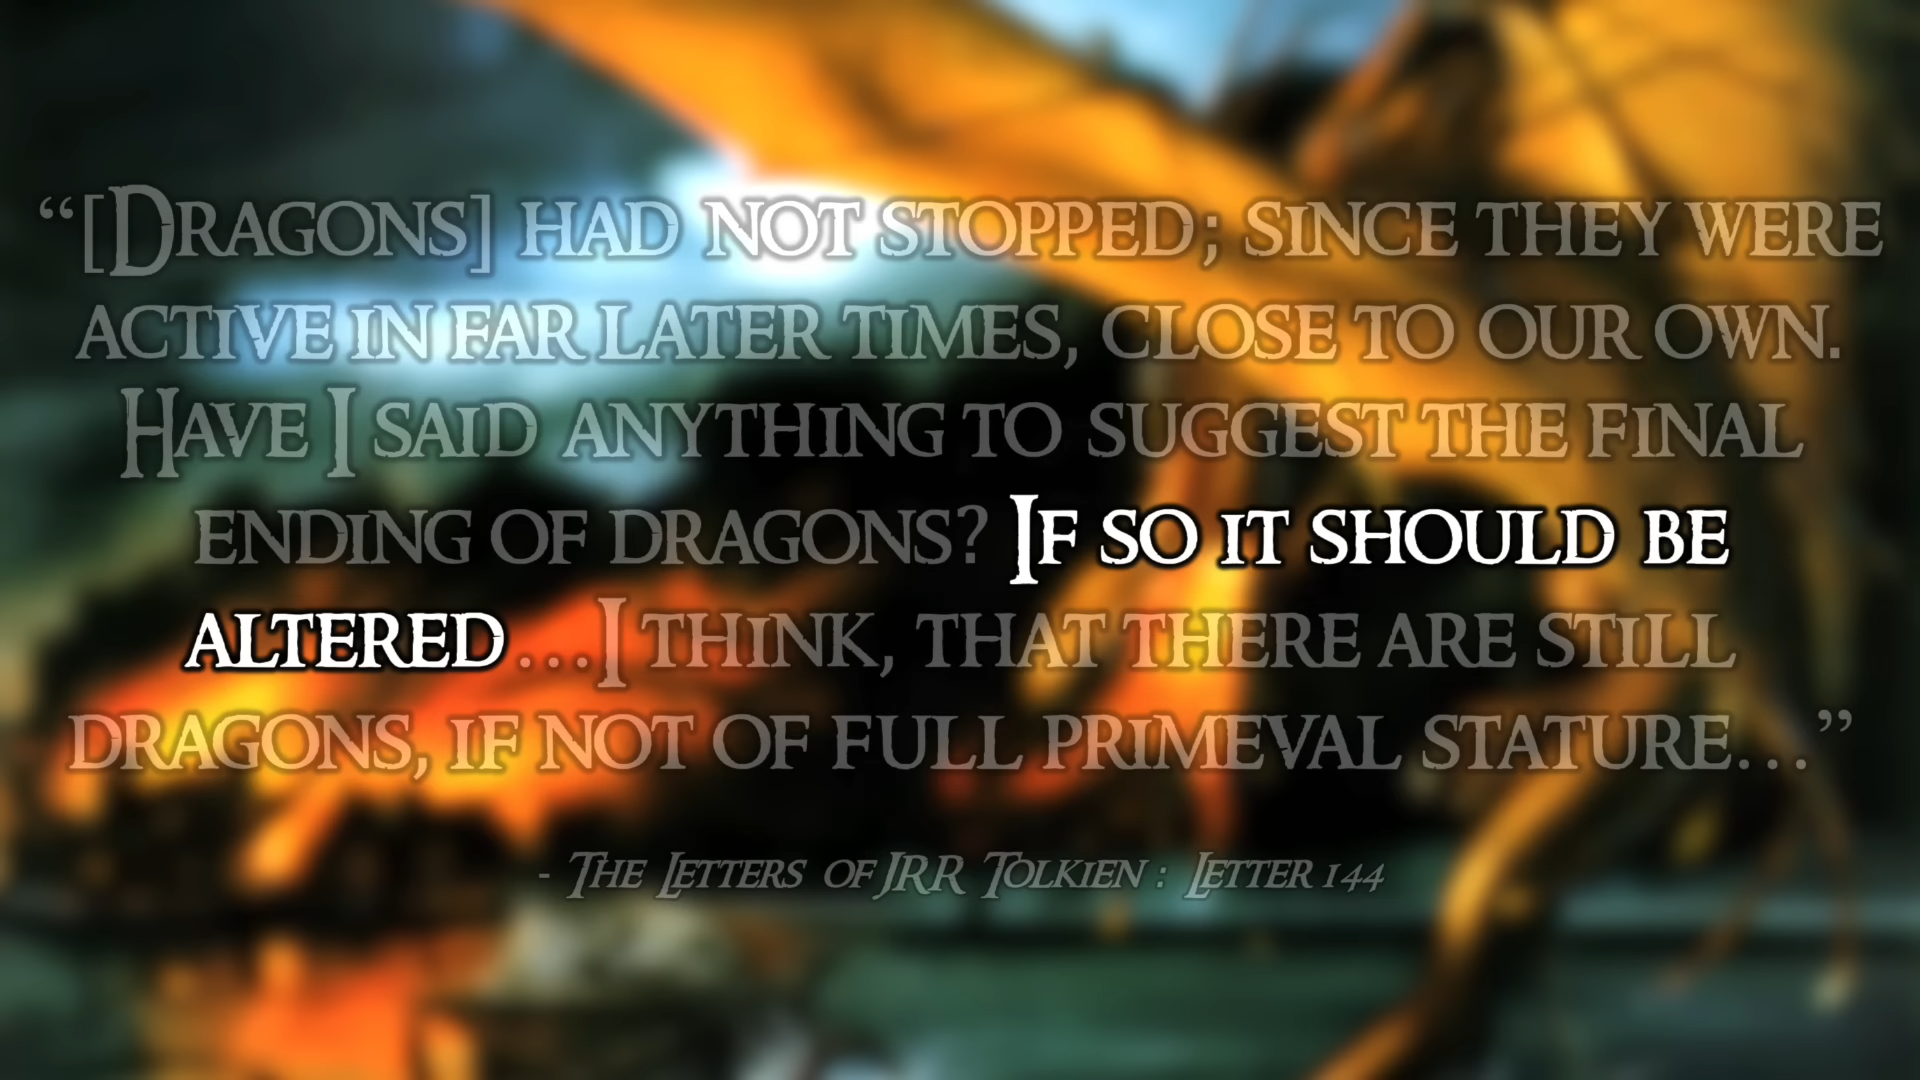 “[Dragons] had not stopped; since they were
active in far later times, close to our own.
Have I said anything to suggest the final
ending of dragons? If so it should be
altered...I think, that there are still
dragons, if not of full primeval stature...”
- The Letters of JRR Tolkien : Letter 144